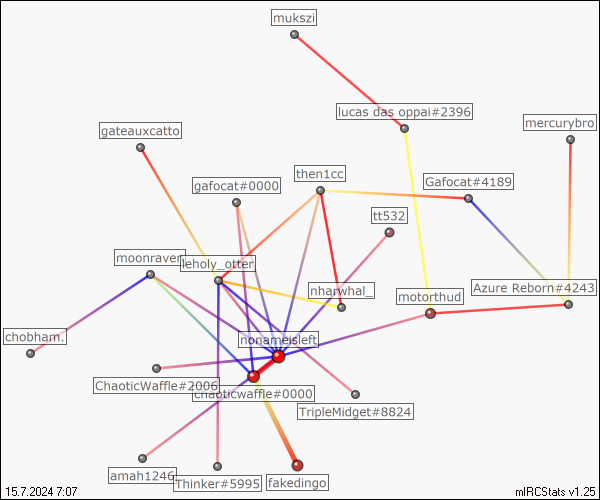 mukszi
lucas das oppai#2396
mercurybro
gateauxcatto
then1cc
gafocat#0000
Gafocat#4189
tt532
moonraven
leholy_otter
nharwhal_
motorthud
Azure Reborn#4243
chobham.
nonameisleft
ChaoticWaffle#2006
chaoticwaffle#0000
TripleMidget#8824
amah1246.
Thinker#5995
fakedingo
15.7.2024 7:07
mIRCStats v1.25